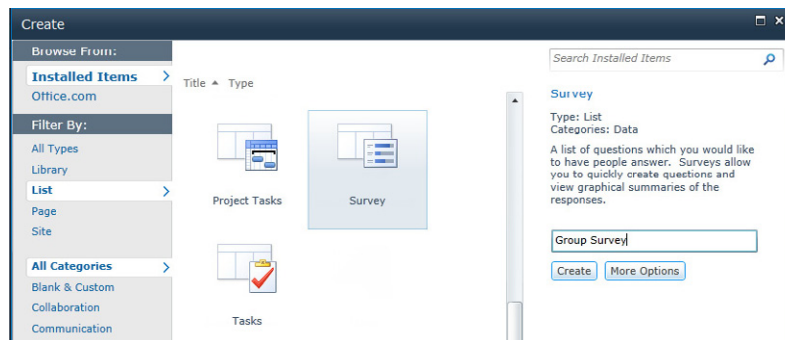 Create
Browse From:
Installed Items
Office.com
Filter By:
All Types
Library
List
Page
Site
All Categories
Blank & Custom
Collaboration
Communication
Title Type
Project Tasks
Survey
Tasks
Search Installed Items
Survey
Type: List
Categories: Data
A list of questions which you would like
to have people answer. Surveys allow
you to quickly create questions and
view graphical summaries of the
responses.
Group Survey
Create More Options